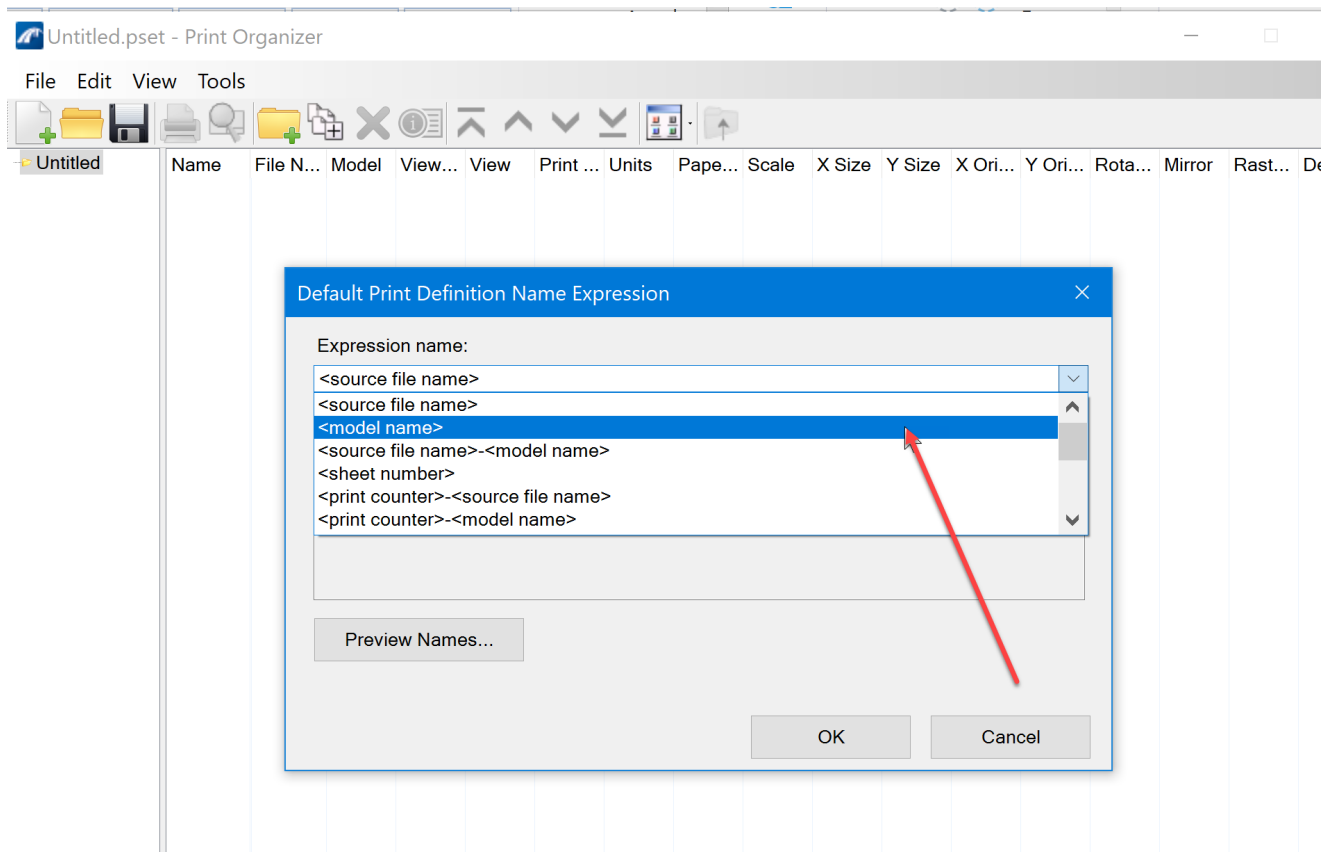 Untitled.pset - Print Organizer
File Edit View Tools
Untitled
Name File N... Model View... View Print ... Units Pape... Scale X Size Y Size X Ori... Y Ori... Rota... Mirror Rast... De
Default Print Definition Name Expression
Expression name:
<source file name>
<source file name>
<model name>
<source file name>-<model name>
<sheet number>
<print counter>-<source file name>
<print counter>-<model name>
Preview Names...
OK Cancel